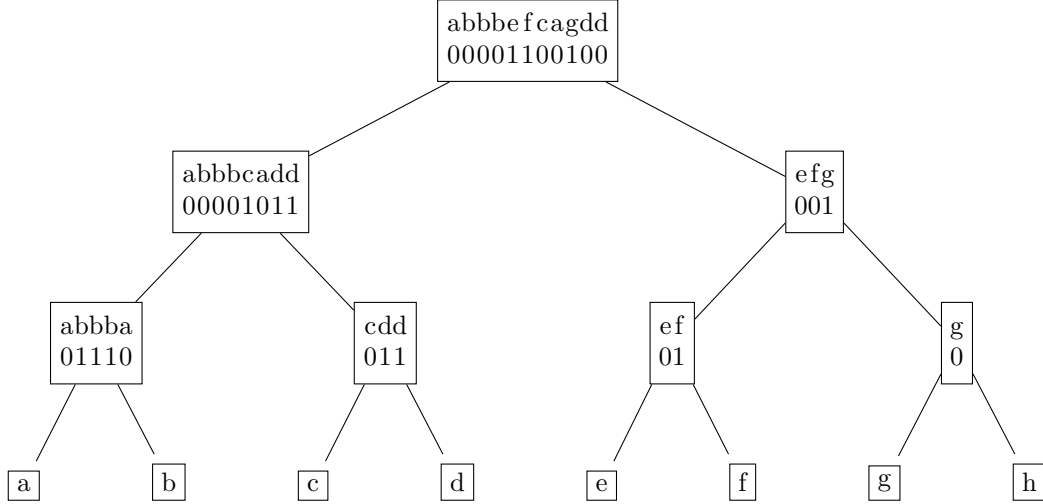 abbbefcagdd
00001100100
abbbcadd
00001011
efg
001
abbba
01110
cdd
011
ef
01
g
0
a
b
c
d
e
f
g
h